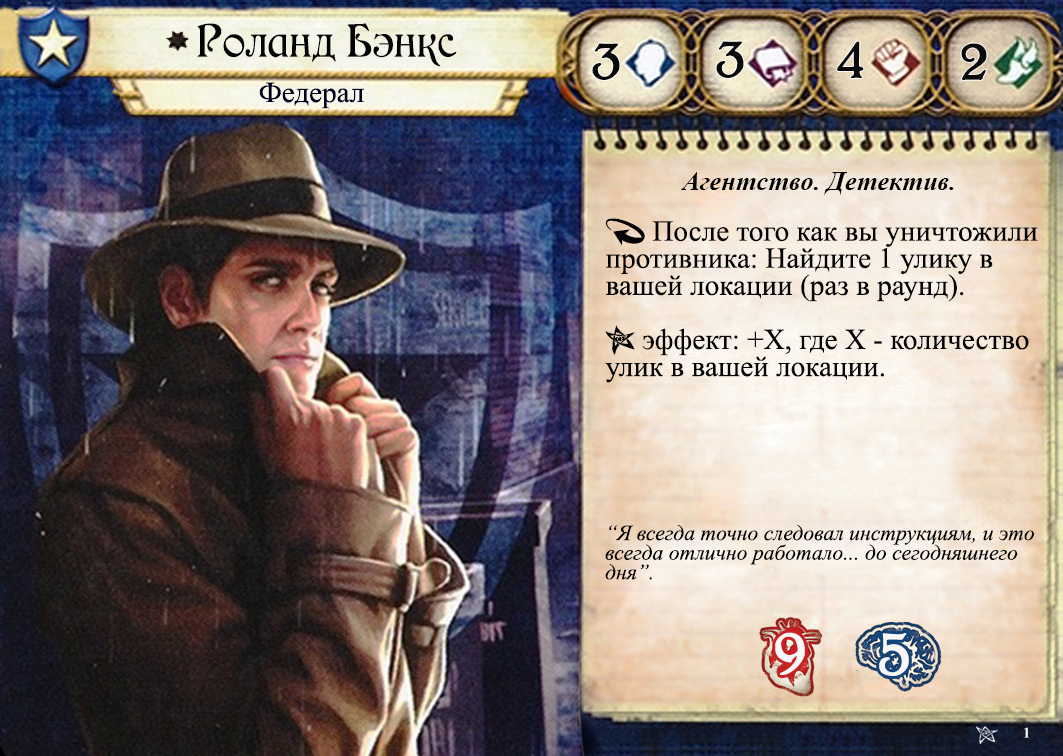 Роланд Бэнкс
Федерал
3 3 4 2
Агентство. Детектив.
После того как вы уничтожили
противника: Найдите 1 улику в
вашей локации (раз в раунд).
эффект: +X, где X - количество
улик в вашей локации.
“Я всегда точно следовал инструкциям, и это
всегда отлично работало... до сегодняшнего
дня”.
9 5
1